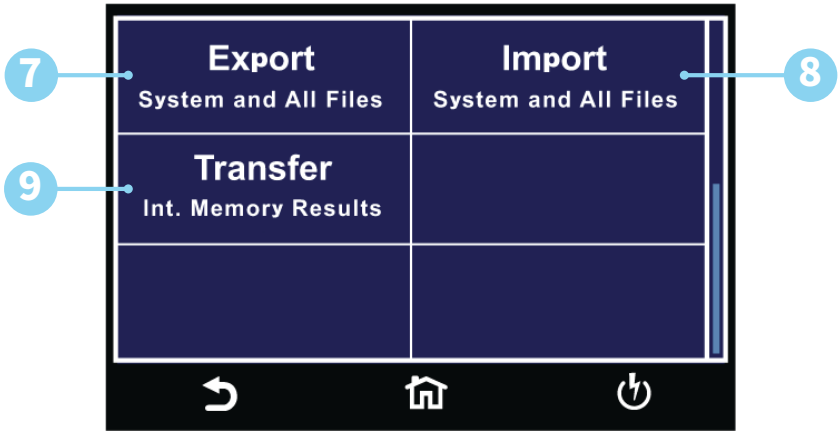 7
Export
System and All Files
Import
System and All Files
8
9
Transfer
Int. Memory Results